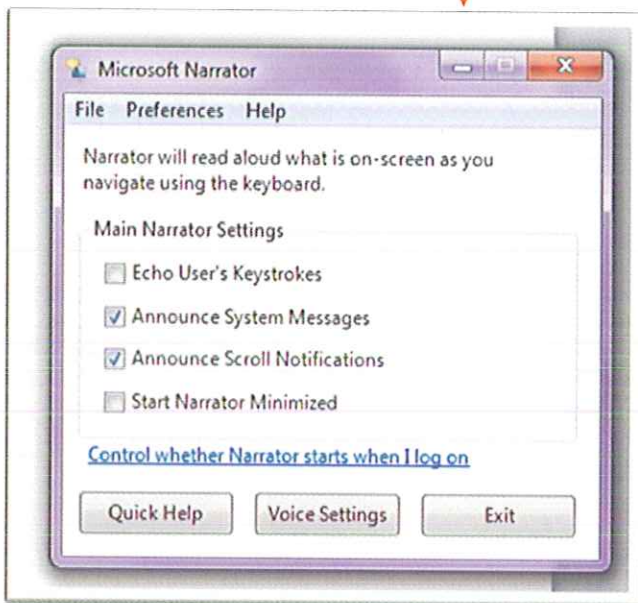 Microsoft Narrator
File Preferences Help
Narrator will read aloud what is on-screen as you
navigate using the keyboard.
Main Narrator Settings
Echo User's Keystrokes
Announce System Messages
Announce Scroll Notifications
Start Narrator Minimized
Control whether Narrator starts when I log on
Quick Help Voice Settings Exit